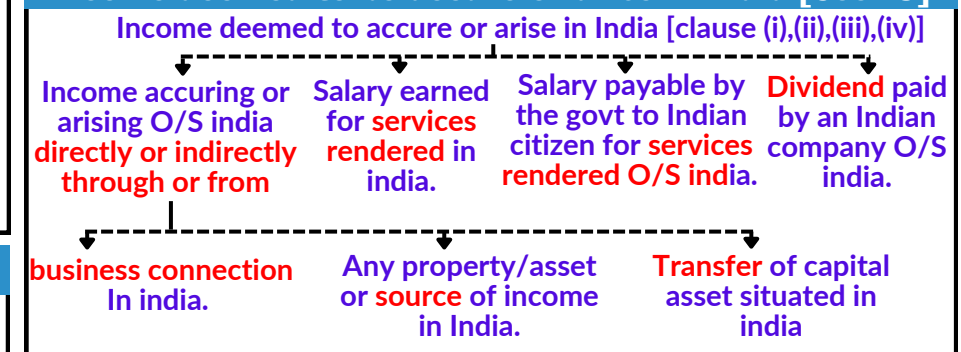 Income deemed to accure or arise in India [clause (i),(ii),(iii),(iv)]
Income accuring or
arising O/S india
directly or indirectly
through or from
Salary earned
for services
rendered in
india.
Salary payable by
the govt to Indian
citizen for services
rendered O/S india.
Dividend paid
by an Indian
company O/S
india.
business connection
In india.
Any property/asset
or source of income
in India.
Transfer of capital
asset situated in
india